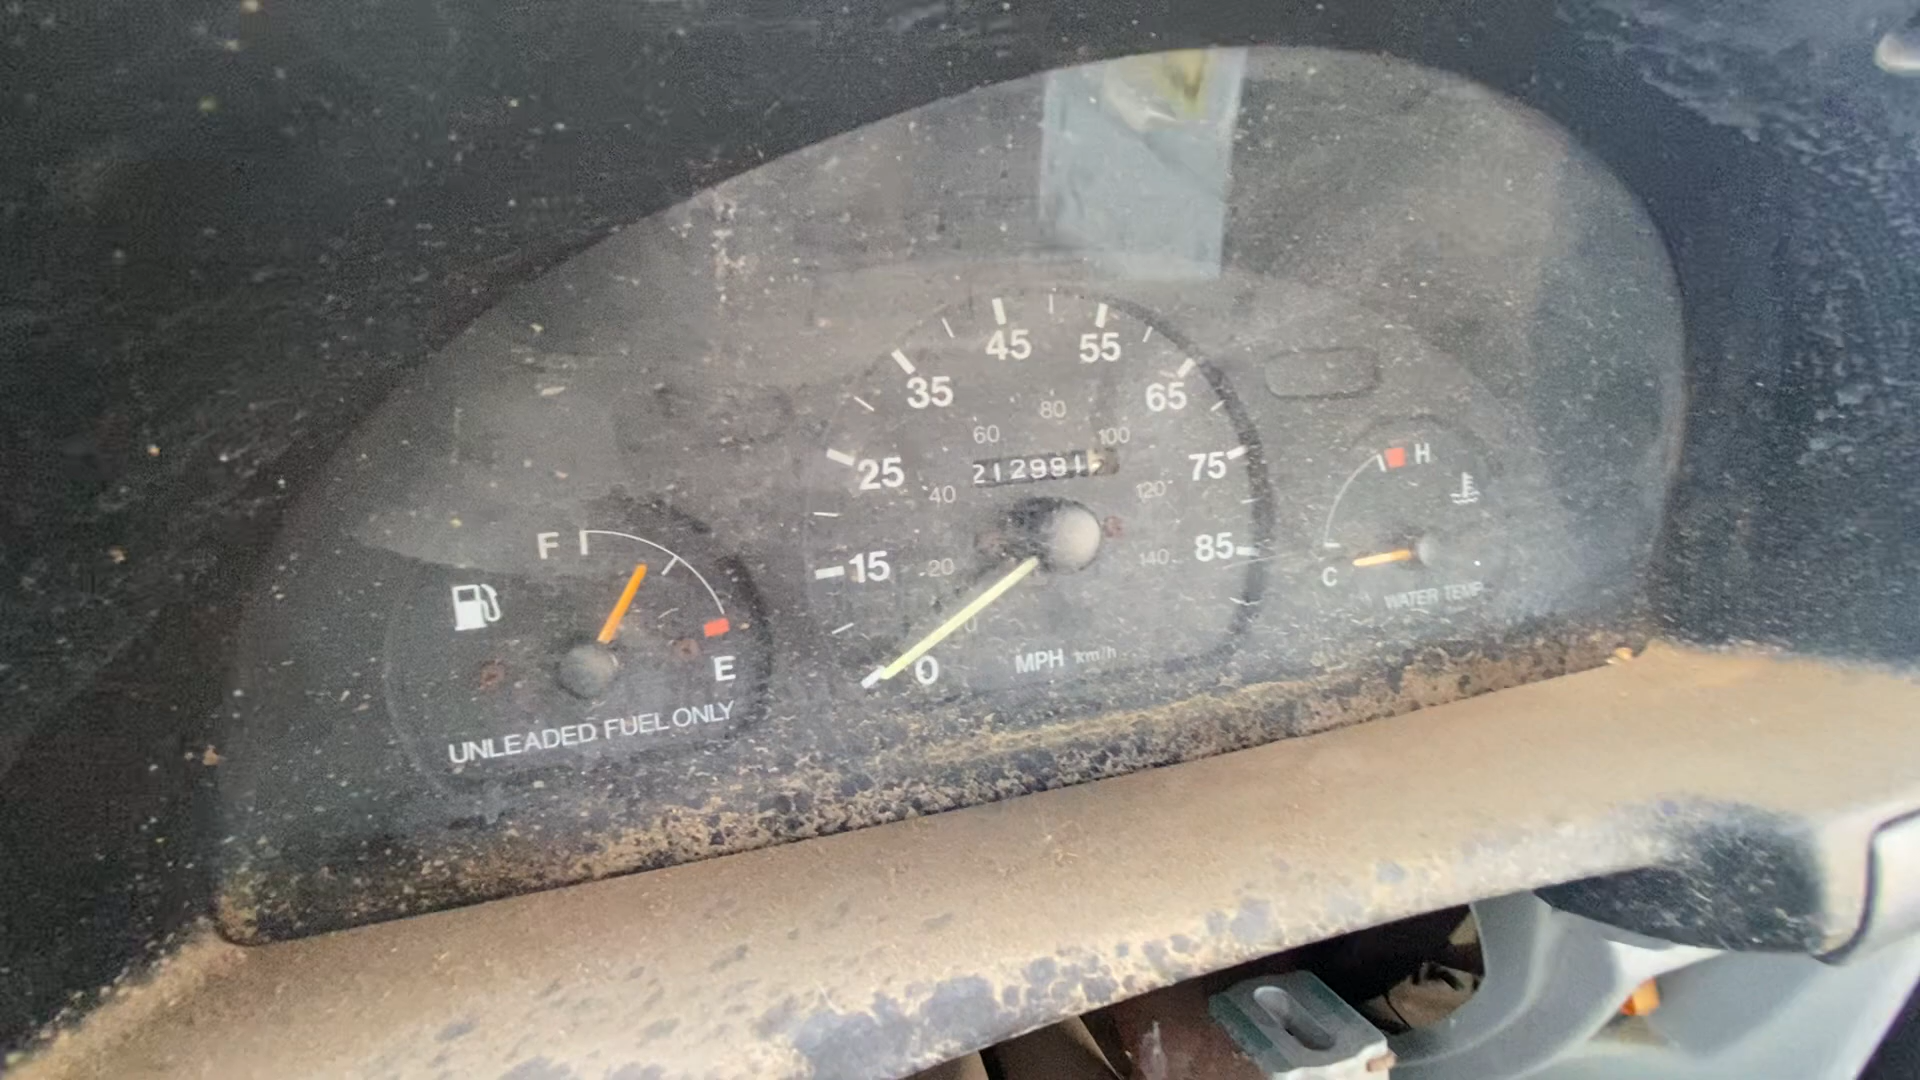 45 55
35 65
80
60 100
25 212991 75
40 120
F H
15 20 140 85
C
WATER TEMP
0 MPH km/h
E
UNLEADED FUEL ONLY